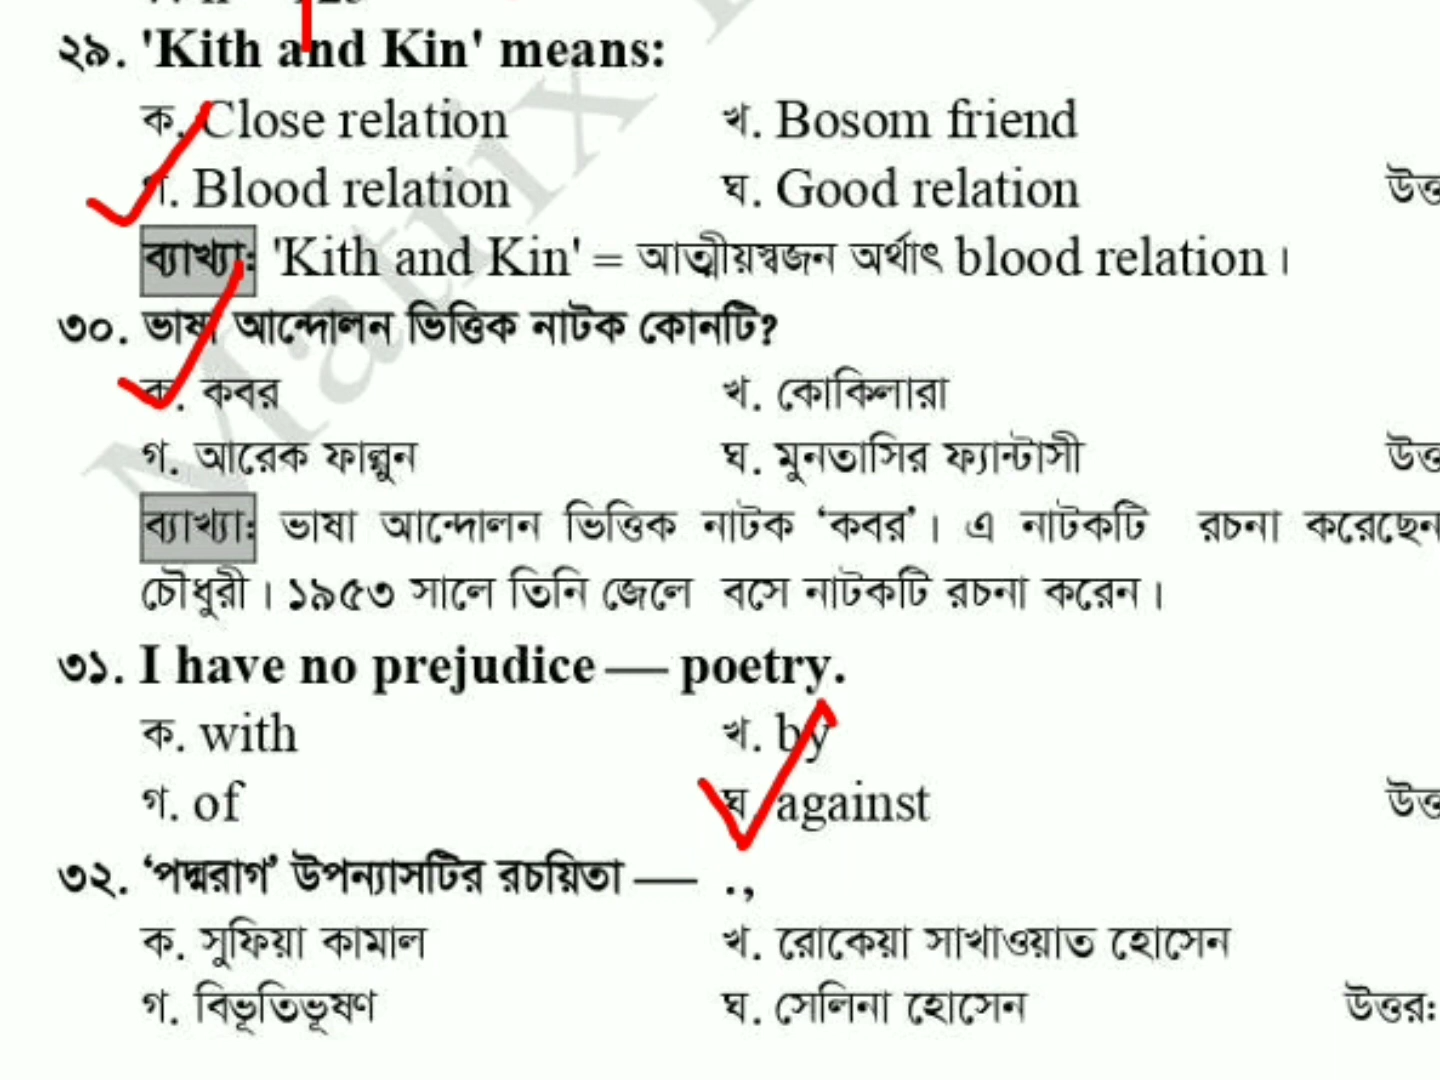 ২৯. 'Kith and Kin' means:
ক. Close relation খ. Bosom friend
গ. Blood relation ঘ. Good relation
ব্যাখ্যা: 'Kith and Kin' = আত্মীয়স্বজন অর্থাৎ blood relation।
৩০. ভাষা আন্দোলন ভিত্তিক নাটক কোনটি?
ক. কবর খ. কোকিলারা
গ. আরেক ফাল্গুন ঘ. মুনতাসির ফ্যান্টাসী
ব্যাখ্যা: ভাষা আন্দোলন ভিত্তিক নাটক ‘কবর’। এ নাটকটি রচনা করেছেন
চৌধুরী। ১৯৫৩ সালে তিনি জেলে বসে নাটকটি রচনা করেন।
৩১. I have no prejudice — poetry.
ক. with খ. by
গ. of ঘ. against
৩২. ‘পদ্মরাগ’ উপন্যাসটির রচয়িতা — .,
ক. সুফিয়া কামাল খ. রোকেয়া সাখাওয়াত হোসেন
গ. বিভূতিভূষণ ঘ. সেলিনা হোসেন উত্তর:
Matrix